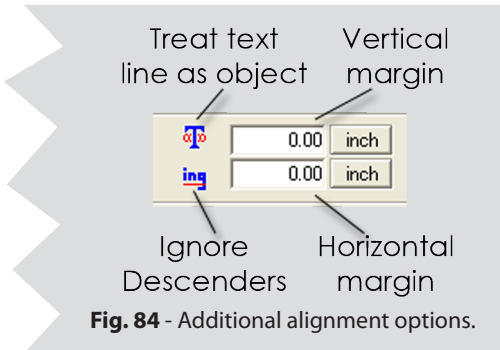 Treat text
line as object
Vertical
margin
0.00 inch
ing
0.00 inch
Ignore
Descenders
Horizontal
margin
Fig. 84 - Additional alignment options.